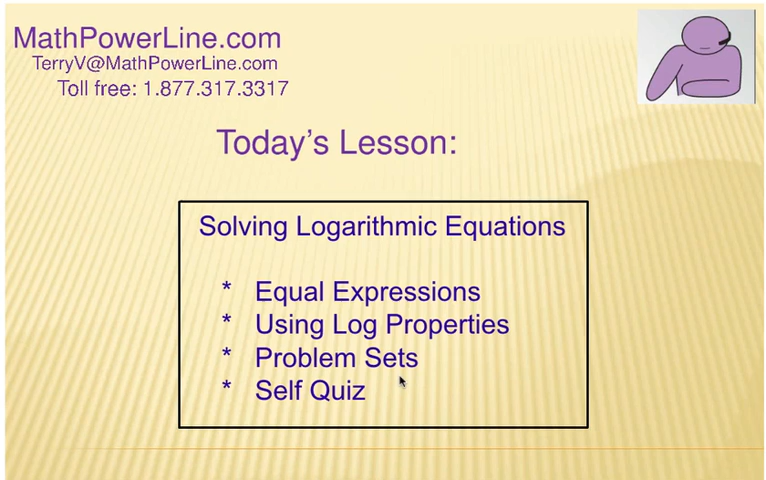 MathPowerLine.com
TerryV@MathPowerLine.com
Toll free: 1.877.317.3317
Today's Lesson:
Solving Logarithmic Equations
* Equal Expressions
* Using Log Properties
* Problem Sets
* Self Quiz